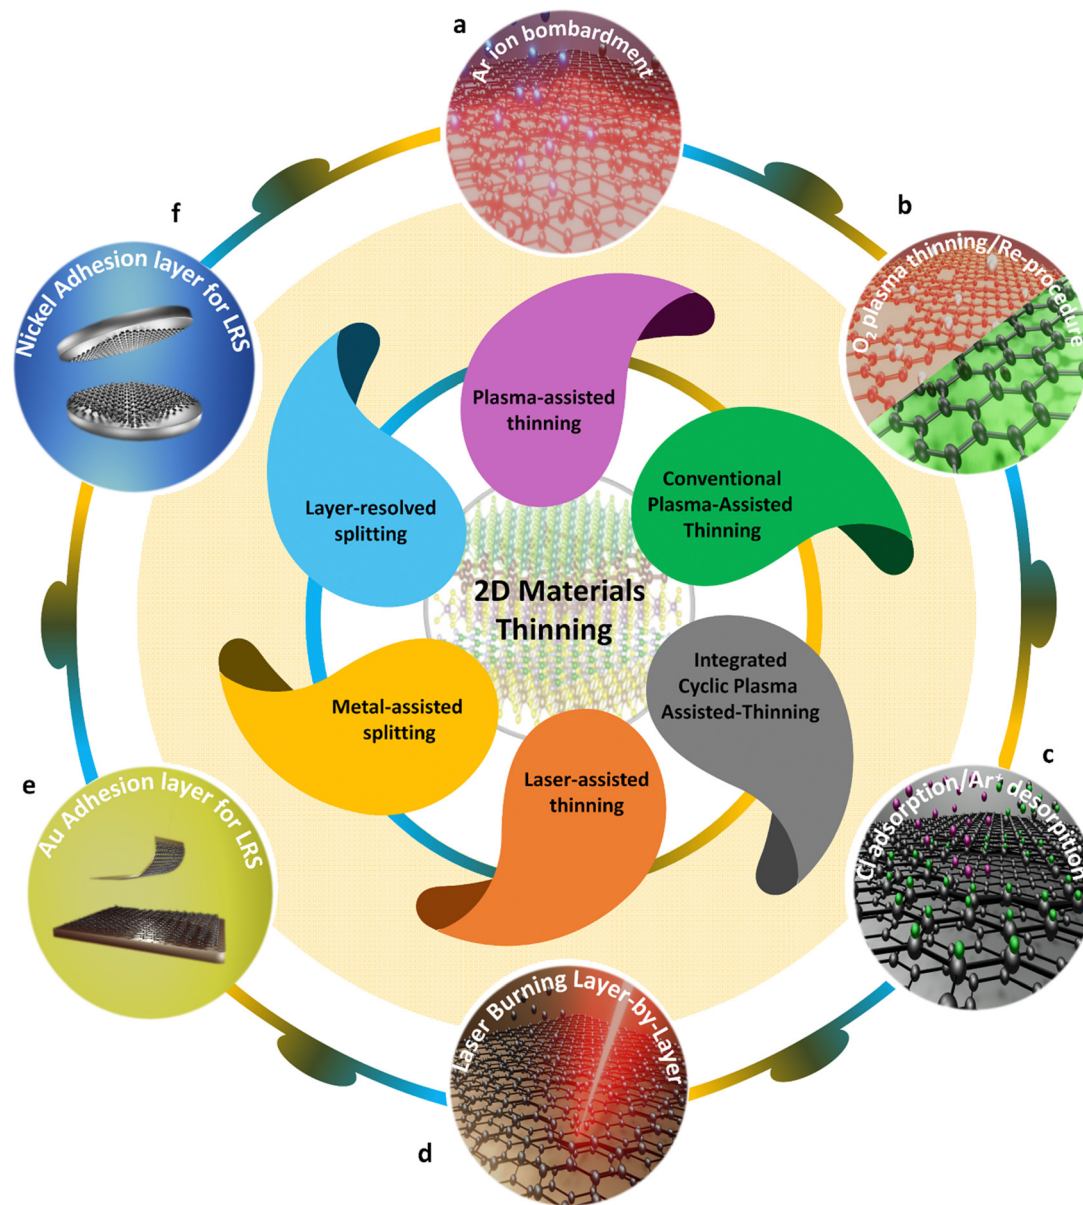 a
Ar ion bombardment
b
O₂ plasma thinning/Re-procedure
c
Cl adsorption/Ar⁺ desorpition
d
Laser Burning Layer-by-Layer
e
Au Adhesion layer for LRS
f
Nickel Adhesion layer for LRS
Plasma-assisted
thinning
Conventional
Plasma-Assisted
Thinning
Integrated
Cyclic Plasma
Assisted-Thinning
Laser-assisted
thinning
Metal-assisted
splitting
Layer-resolved
splitting
2D Materials
Thinning